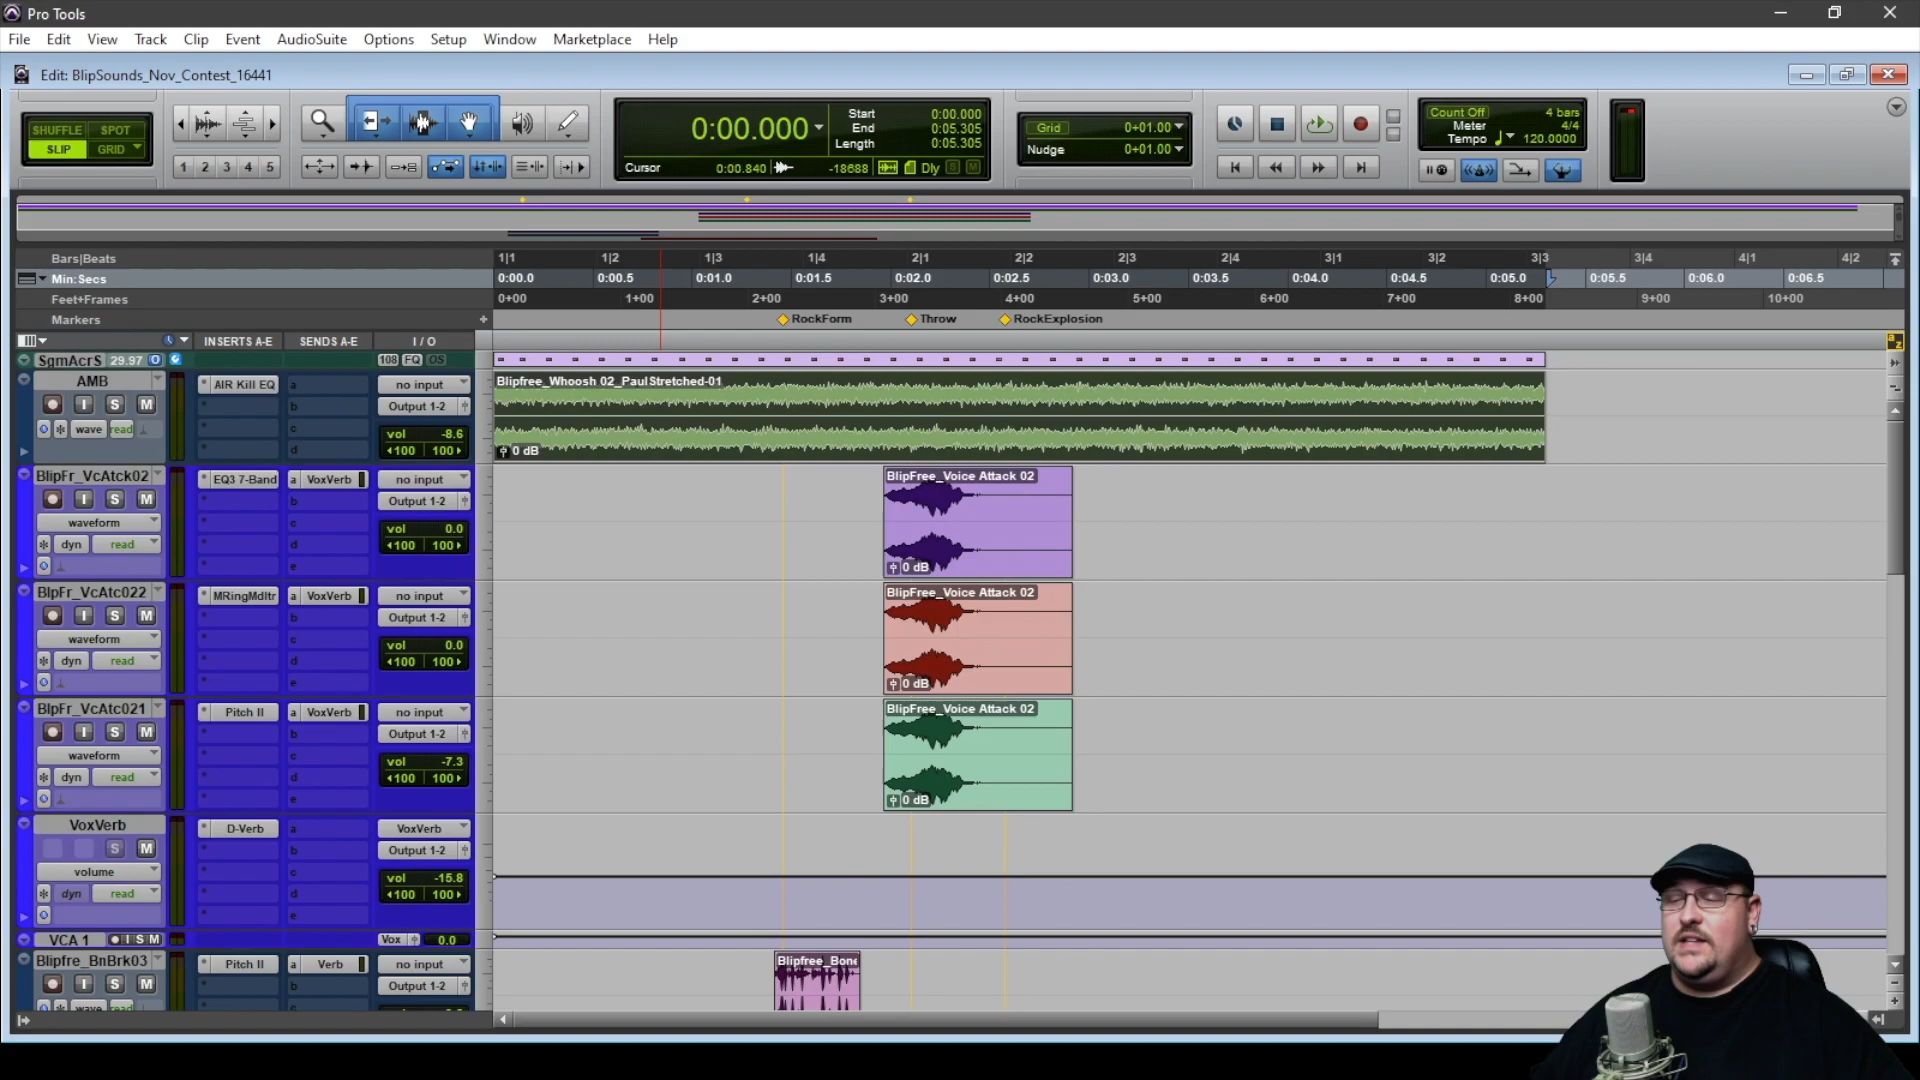 Pro Tools
File Edit View Track Clip Event AudioSuite Options Setup Window Marketplace Help
Edit: BlipSounds_Nov_Contest_16441
SHUFFLE SPOT
SLIP GRID
1 2 3 4 5
0:00.000
Start 0:00.000
End 0:05.305
Length 0:05.305
Cursor 0:00.840 -18688 Dly S M
Grid 0+01.00
Nudge 0+01.00
Count Off 4 bars
Meter 4/4
Tempo 120.0000
Bars|Beats 1|1 1|2 1|3 1|4 2|1 2|2 2|3 2|4 3|1 3|2 3|3 3|4 4|1 4|2
Min:Secs 0:00.0 0:00.5 0:01.0 0:01.5 0:02.0 0:02.5 0:03.0 0:03.5 0:04.0 0:04.5 0:05.0 0:05.5 0:06.0 0:06.5
Feet+Frames 0+00 1+00 2+00 3+00 4+00 5+00 6+00 7+00 8+00 9+00 10+00
Markers + RockForm Throw RockExplosion
INSERTS A-E SENDS A-E I / O
SgmAcrS 29.97 O 108 FQ OS
AMB AIR Kill EQ a no input
Blipfree_Whoosh 02_PaulStretched-01
I S M b Output 1-2
wave read c
vol -8.6
100 100
d
0 dB
BlipFr_VcAtck02 EQ3 7-Band a VoxVerb no input
BlipFree_Voice Attack 02
I S M b Output 1-2
waveform c
vol 0.0
dyn read d 100 100
e
0 dB
BlpFr_VcAtc022 MRingMdltr a VoxVerb no input
BlipFree_Voice Attack 02
I S M b Output 1-2
waveform c
vol 0.0
dyn read d 100 100
e
0 dB
BlpFr_VcAtc021 Pitch II a VoxVerb no input
BlipFree_Voice Attack 02
I S M b Output 1-2
waveform c
vol -7.3
dyn read d 100 100
e
0 dB
VoxVerb D-Verb a VoxVerb
S M b Output 1-2
volume c
vol -15.8
dyn read d 100 100
e
VCA 1 I S M Vox 0.0
Blipfre_BnBrk03 Pitch II a Verb no input
Blipfree_Bone
I S M b Output 1-2
wave read c